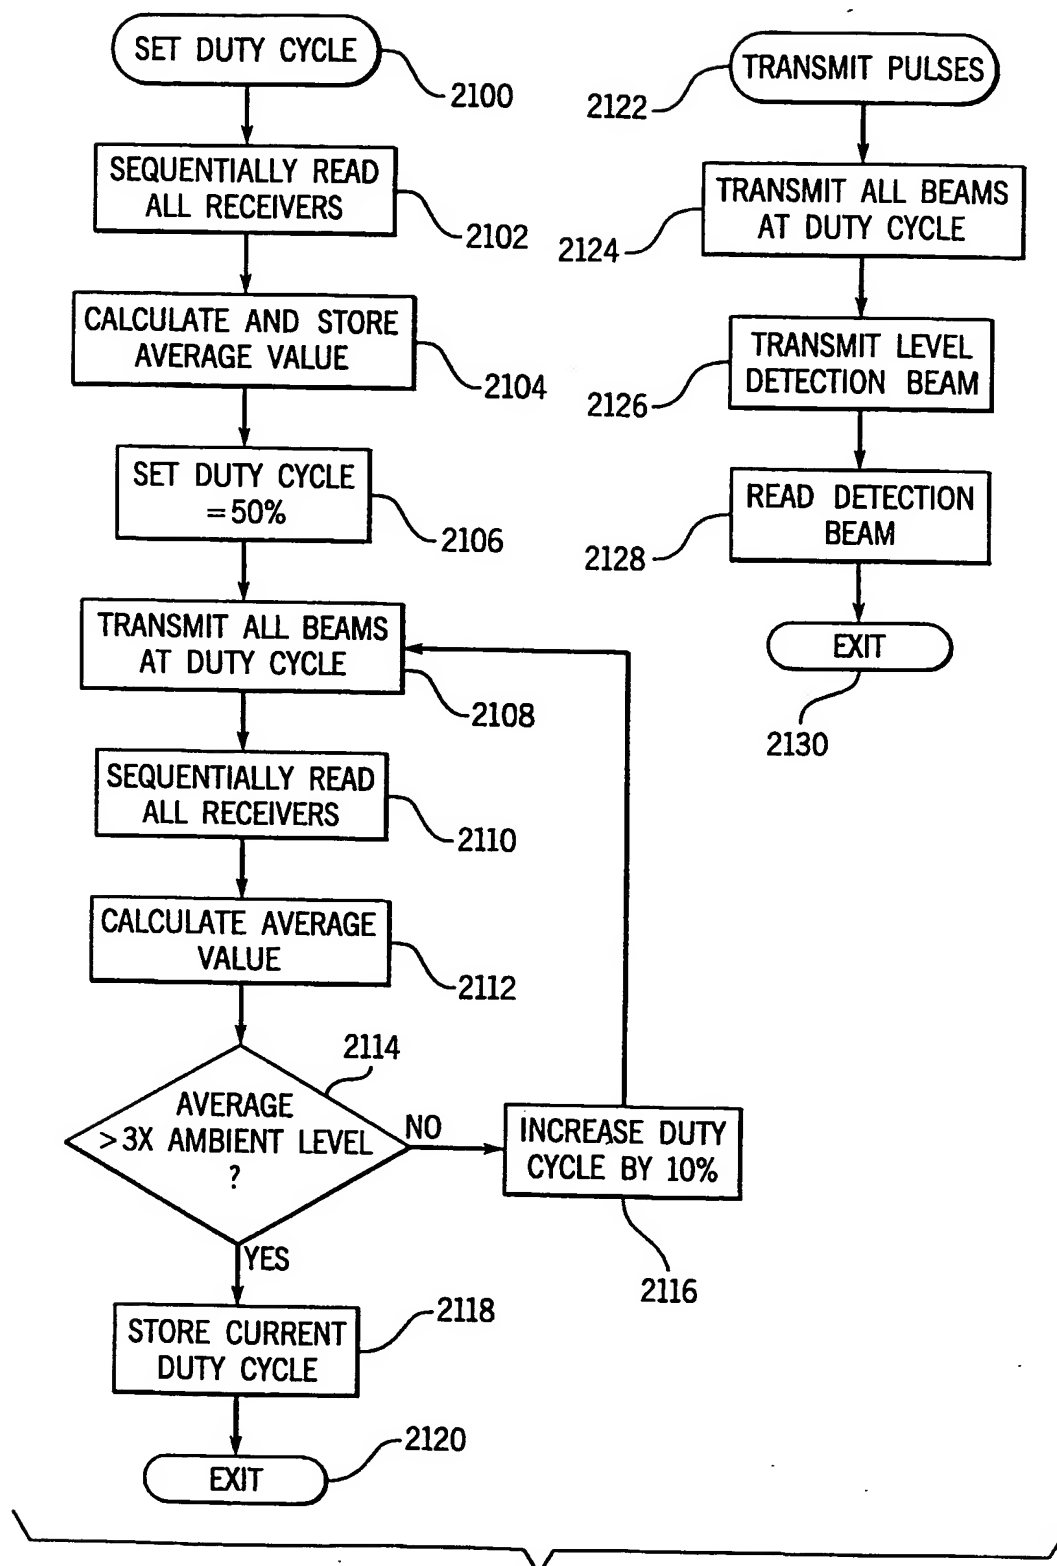 SET DUTY CYCLE
2100
SEQUENTIALLY READ
ALL RECEIVERS
2102
CALCULATE AND STORE
AVERAGE VALUE
2104
SET DUTY CYCLE
=50%
2106
TRANSMIT ALL BEAMS
AT DUTY CYCLE
2108
SEQUENTIALLY READ
ALL RECEIVERS
2110
CALCULATE AVERAGE
VALUE
2112
2114
AVERAGE
>3X AMBIENT LEVEL
?
NO
INCREASE DUTY
CYCLE BY 10%
2116
YES
STORE CURRENT
DUTY CYCLE
2118
EXIT
2120
TRANSMIT PULSES
2122
TRANSMIT ALL BEAMS
AT DUTY CYCLE
2124
TRANSMIT LEVEL
DETECTION BEAM
2126
READ DETECTION
BEAM
2128
EXIT
2130